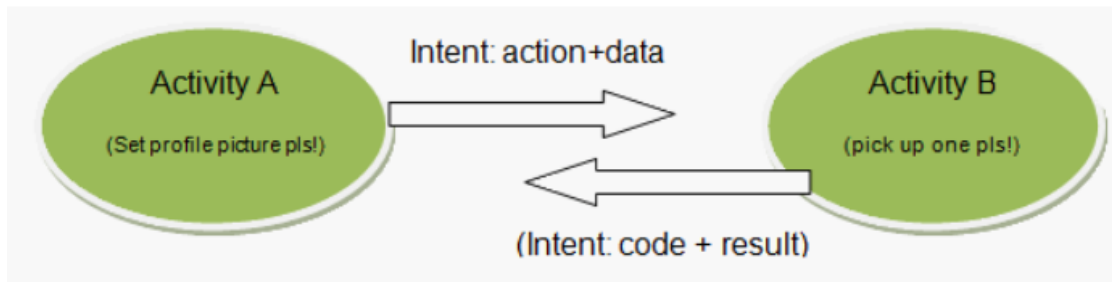 Intent: action+data
Activity A
(Set profile picture pls!)
Activity B
(pick up one pls!)
(Intent: code + result)